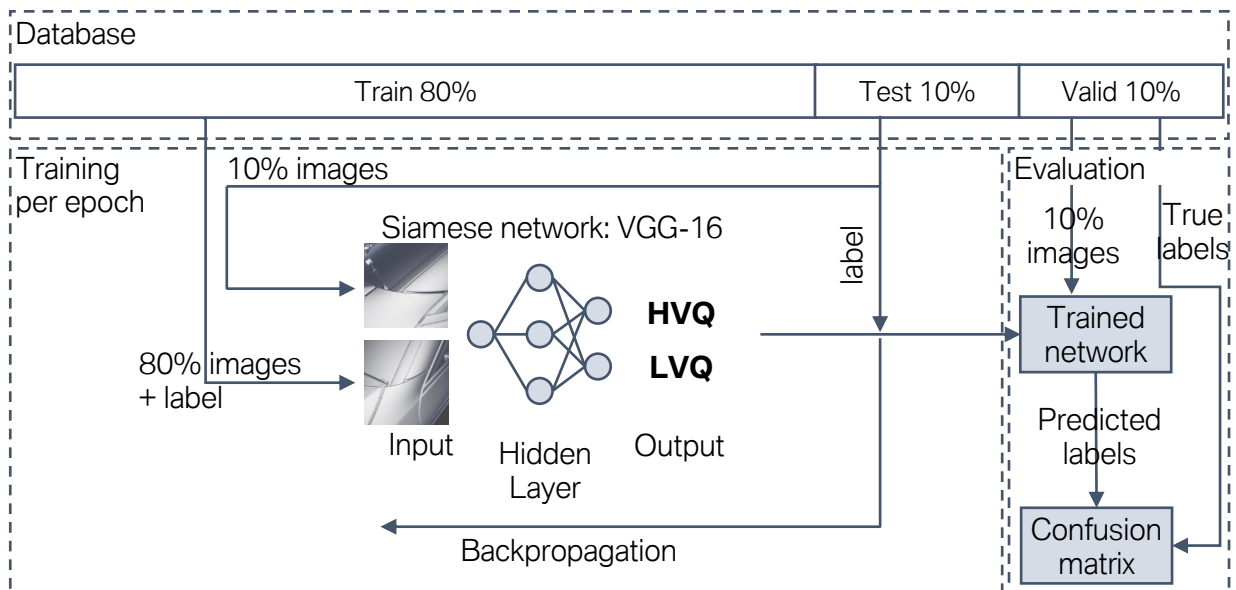 Database
Train 80%
Test 10%
Valid 10%
Training
per epoch
10% images
Siamese network: VGG-16
label
HVQ
LVQ
80% images
+ label
Input
Hidden
Layer
Output
Backpropagation
Evaluation
10%
images
True
labels
Trained
network
Predicted
labels
Confusion
matrix